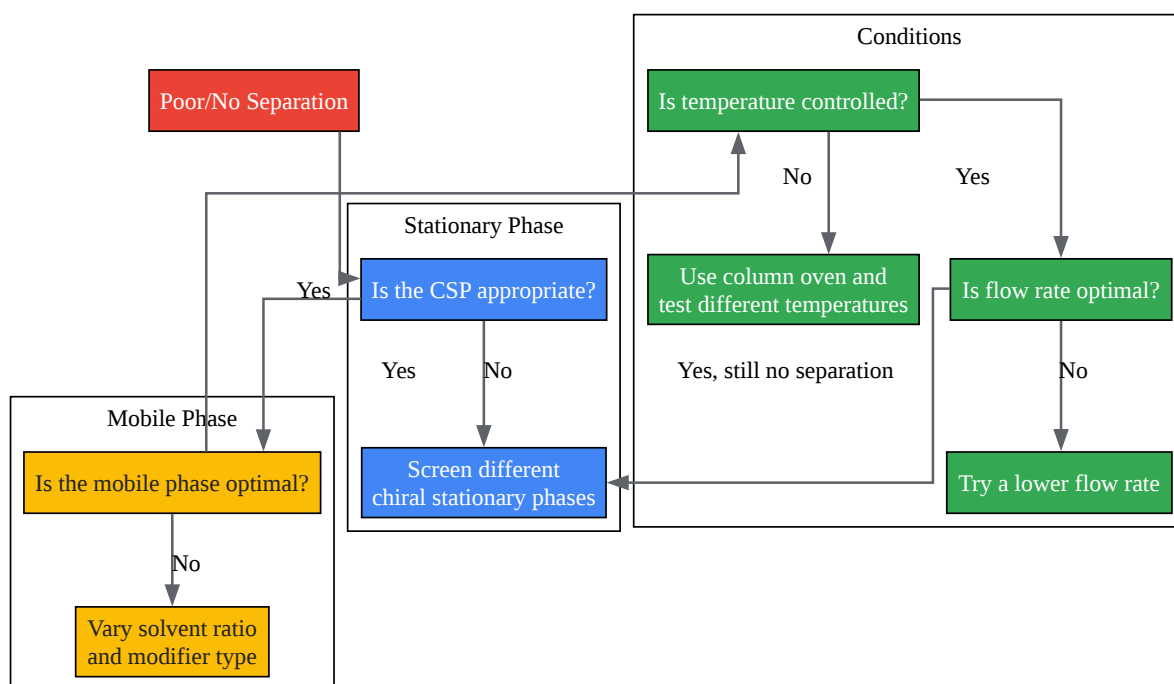 Conditions
Poor/No Separation
Is temperature controlled?
No
Yes
Stationary Phase
Is the CSP appropriate?
Yes
Use column oven and
test different temperatures
Is flow rate optimal?
Yes
No
Yes, still no separation
No
Mobile Phase
Is the mobile phase optimal?
Screen different
chiral stationary phases
Try a lower flow rate
No
Vary solvent ratio
and modifier type